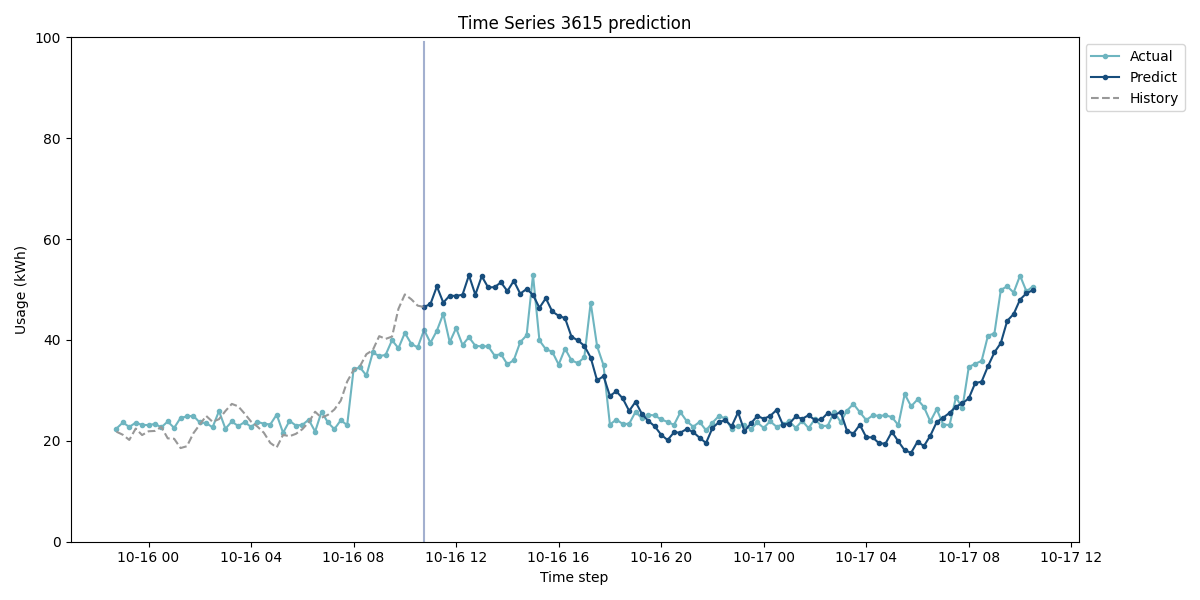 Time Series 3615 prediction
100
80
60
40
20
0
Usage (kWh)
10-16 00
10-16 04
10-16 08
10-16 12
10-16 16
10-16 20
10-17 00
10-17 04
10-17 08
10-17 12
Time step
Actual
Predict
History